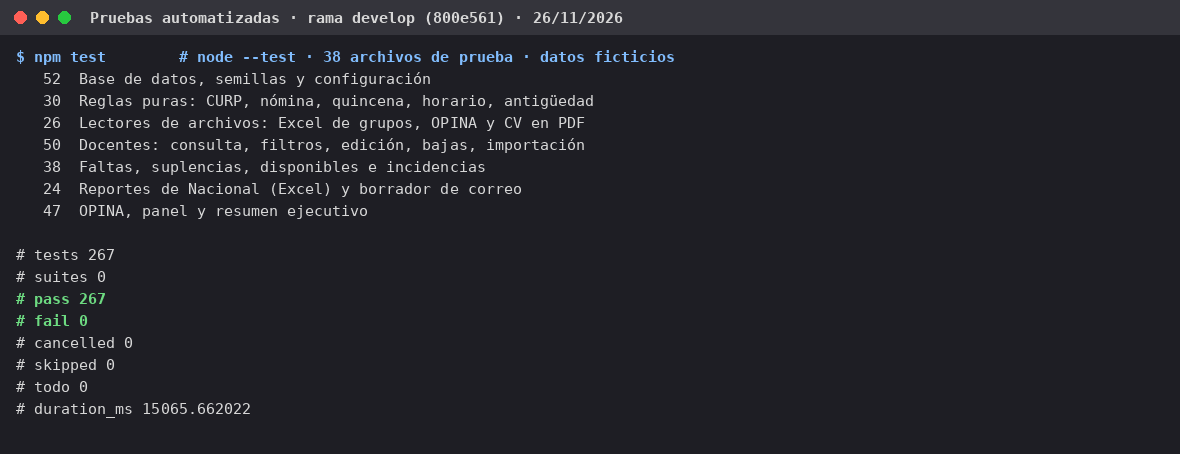 Pruebas automatizadas · rama develop (800e561) · 26/11/2026
$ npm test        # node --test · 38 archivos de prueba · datos ficticios
52  Base de datos, semillas y configuración
30  Reglas puras: CURP, nómina, quincena, horario, antigüedad
26  Lectores de archivos: Excel de grupos, OPINA y CV en PDF
50  Docentes: consulta, filtros, edición, bajas, importación
38  Faltas, suplencias, disponibles e incidencias
24  Reportes de Nacional (Excel) y borrador de correo
47  OPINA, panel y resumen ejecutivo
# tests 267
# suites 0
# pass 267
# fail 0
# cancelled 0
# skipped 0
# todo 0
# duration_ms 15065.662022